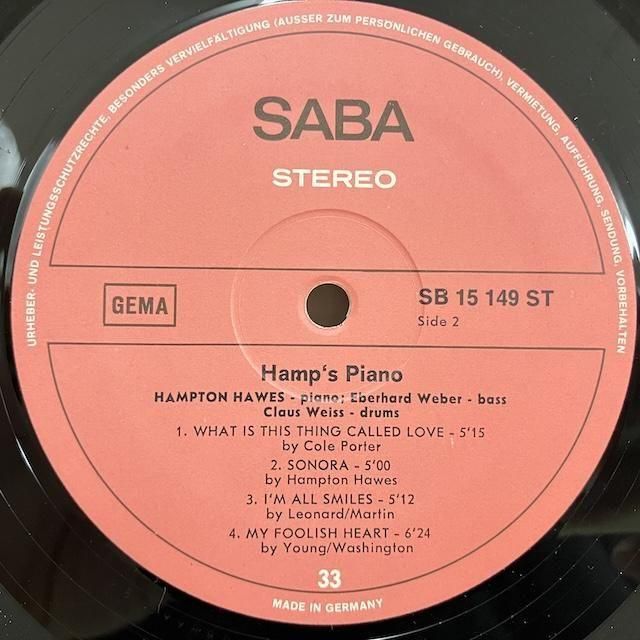 URHEBER- UND LEISTUNGSSCHUTZRECHTE, BESONDERS VERVIELFÄLTIGUNG (AUSSER ZUM PERSÖNLICHEN GEBRAUCH), VERMIETUNG, AUFFÜHRUNG, SENDUNG, VORBEHALTEN
SABA
STEREO
GEMA
SB 15 149 ST
Side 2
Hamp's Piano
HAMPTON HAWES - piano; Eberhard Weber - bass
Claus Weiss - drums
1. WHAT IS THIS THING CALLED LOVE - 5'15
by Cole Porter
2. SONORA - 5'00
by Hampton Hawes
3. I'M ALL SMILES - 5'12
by Leonard/Martin
4. MY FOOLISH HEART - 6'24
by Young/Washington
33
MADE IN GERMANY